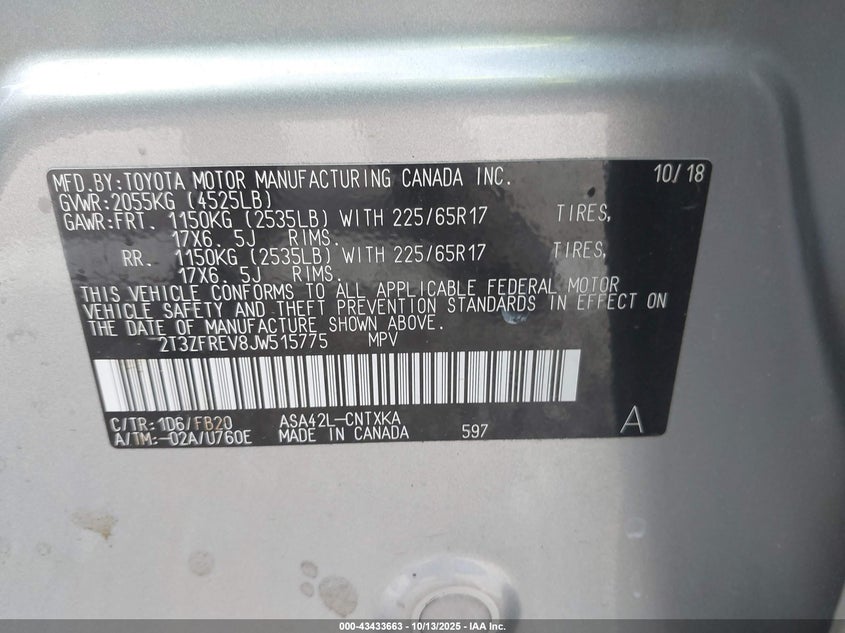 MFD.BY:TOYOTA MOTOR MANUFACTURING CANADA INC. 10/18
GVWR:2055KG (4525LB)
GAWR:FRT. 1150KG (2535LB) WITH 225/65R17 TIRES,
17X6.5J RIMS.
RR. 1150KG (2535LB) WITH 225/65R17 TIRES,
17X6.5J RIMS.
THIS VEHICLE CONFORMS TO ALL APPLICABLE FEDERAL MOTOR
VEHICLE SAFETY AND THEFT PREVENTION STANDARDS IN EFFECT ON
THE DATE OF MANUFACTURE SHOWN ABOVE.
2T3ZFREV8JW515775 MPV
C/TR:1D6/FB20 ASA42L-CNTXKA
A/TM:-02A/U760E MADE IN CANADA 597 A
000-43433663 - 10/13/2025 - IAA Inc.